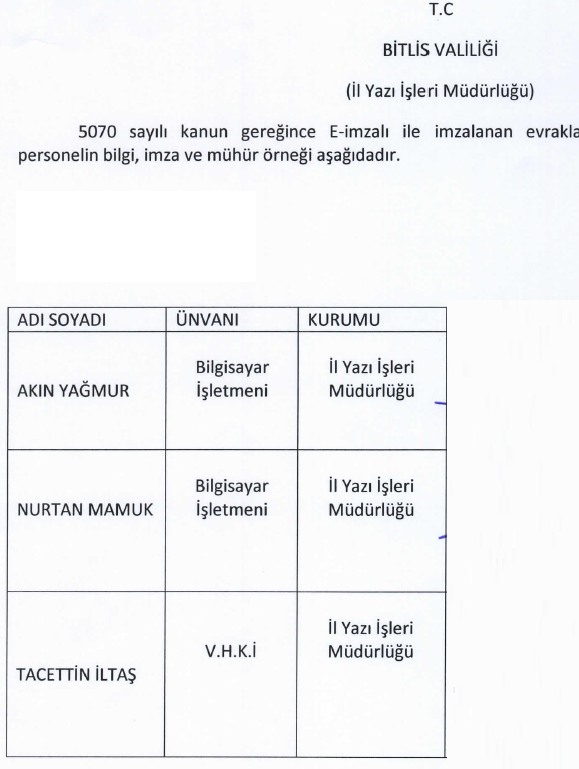 T.C
BİTLİS VALİLİĞİ
(İl Yazı İşleri Müdürlüğü)
5070 sayılı kanun gereğince E-imzalı ile imzalanan
personelin bilgi, imza ve mühür örneği aşağıdadır.
ADI SOYADI ÜNVANI KURUMU
AKIN YAĞMUR Bilgisayar İşletmeni İl Yazı İşleri Müdürlüğü
NURTAN MAMUK Bilgisayar İşletmeni İl Yazı İşleri Müdürlüğü
TACETTİN İLTAŞ V.H.K.İ İl Yazı İşleri Müdürlüğü